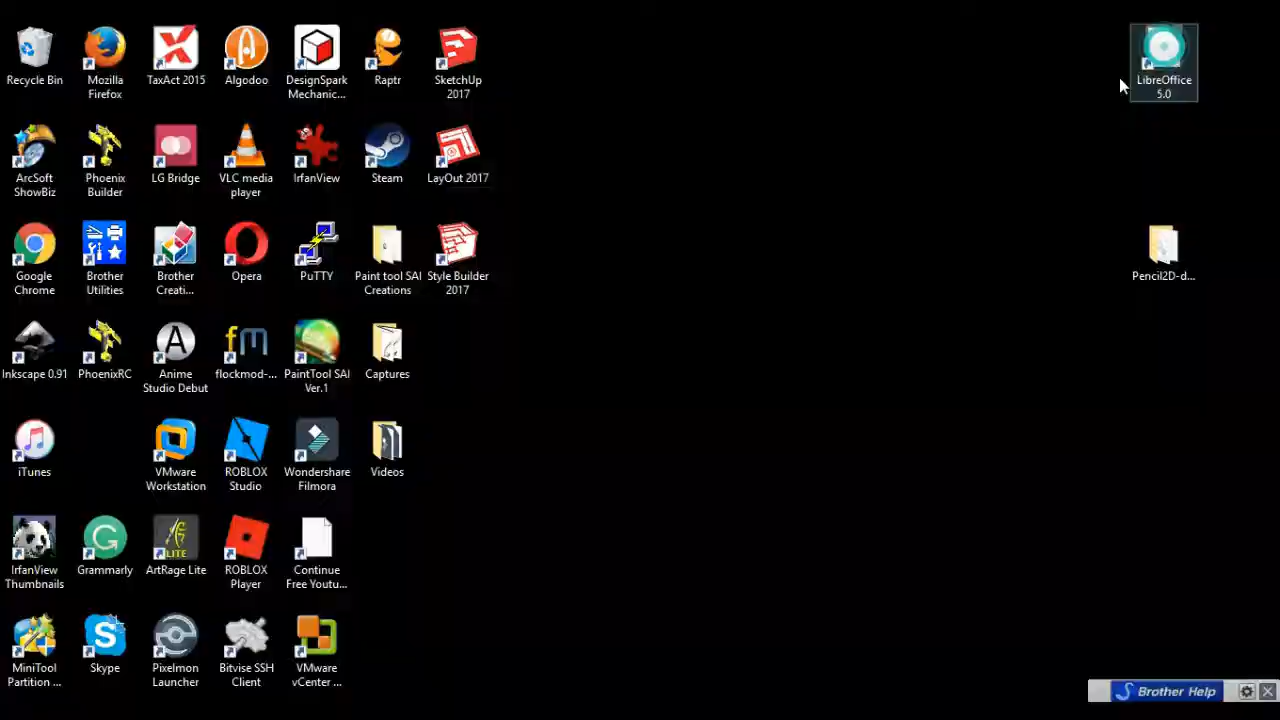 Recycle Bin
Mozilla
Firefox
TaxAct 2015
Algodoo
DesignSpark
Mechanic...
Raptr
SketchUp
2017
LibreOffice
5.0
ArcSoft
ShowBiz
Phoenix
Builder
LG Bridge
VLC media
player
IrfanView
Steam
LayOut 2017
Google
Chrome
Brother
Utilities
Brother
Creati...
Opera
PuTTY
Paint tool SAI
Creations
Style Builder
2017
Pencil2D-d...
Inkscape 0.91
PhoenixRC
A
Anime
Studio Debut
fm
flockmod-...
PaintTool SAI
Ver.1
Captures
iTunes
VMware
Workstation
ROBLOX
Studio
Wondershare
Filmora
Videos
IrfanView
Thumbnails
G
Grammarly
LITE
ArtRage Lite
ROBLOX
Player
Continue
Free Youtu...
MiniTool
Partition ...
S
Skype
Pixelmon
Launcher
Bitvise SSH
Client
VMware
vCenter ...
Brother Help